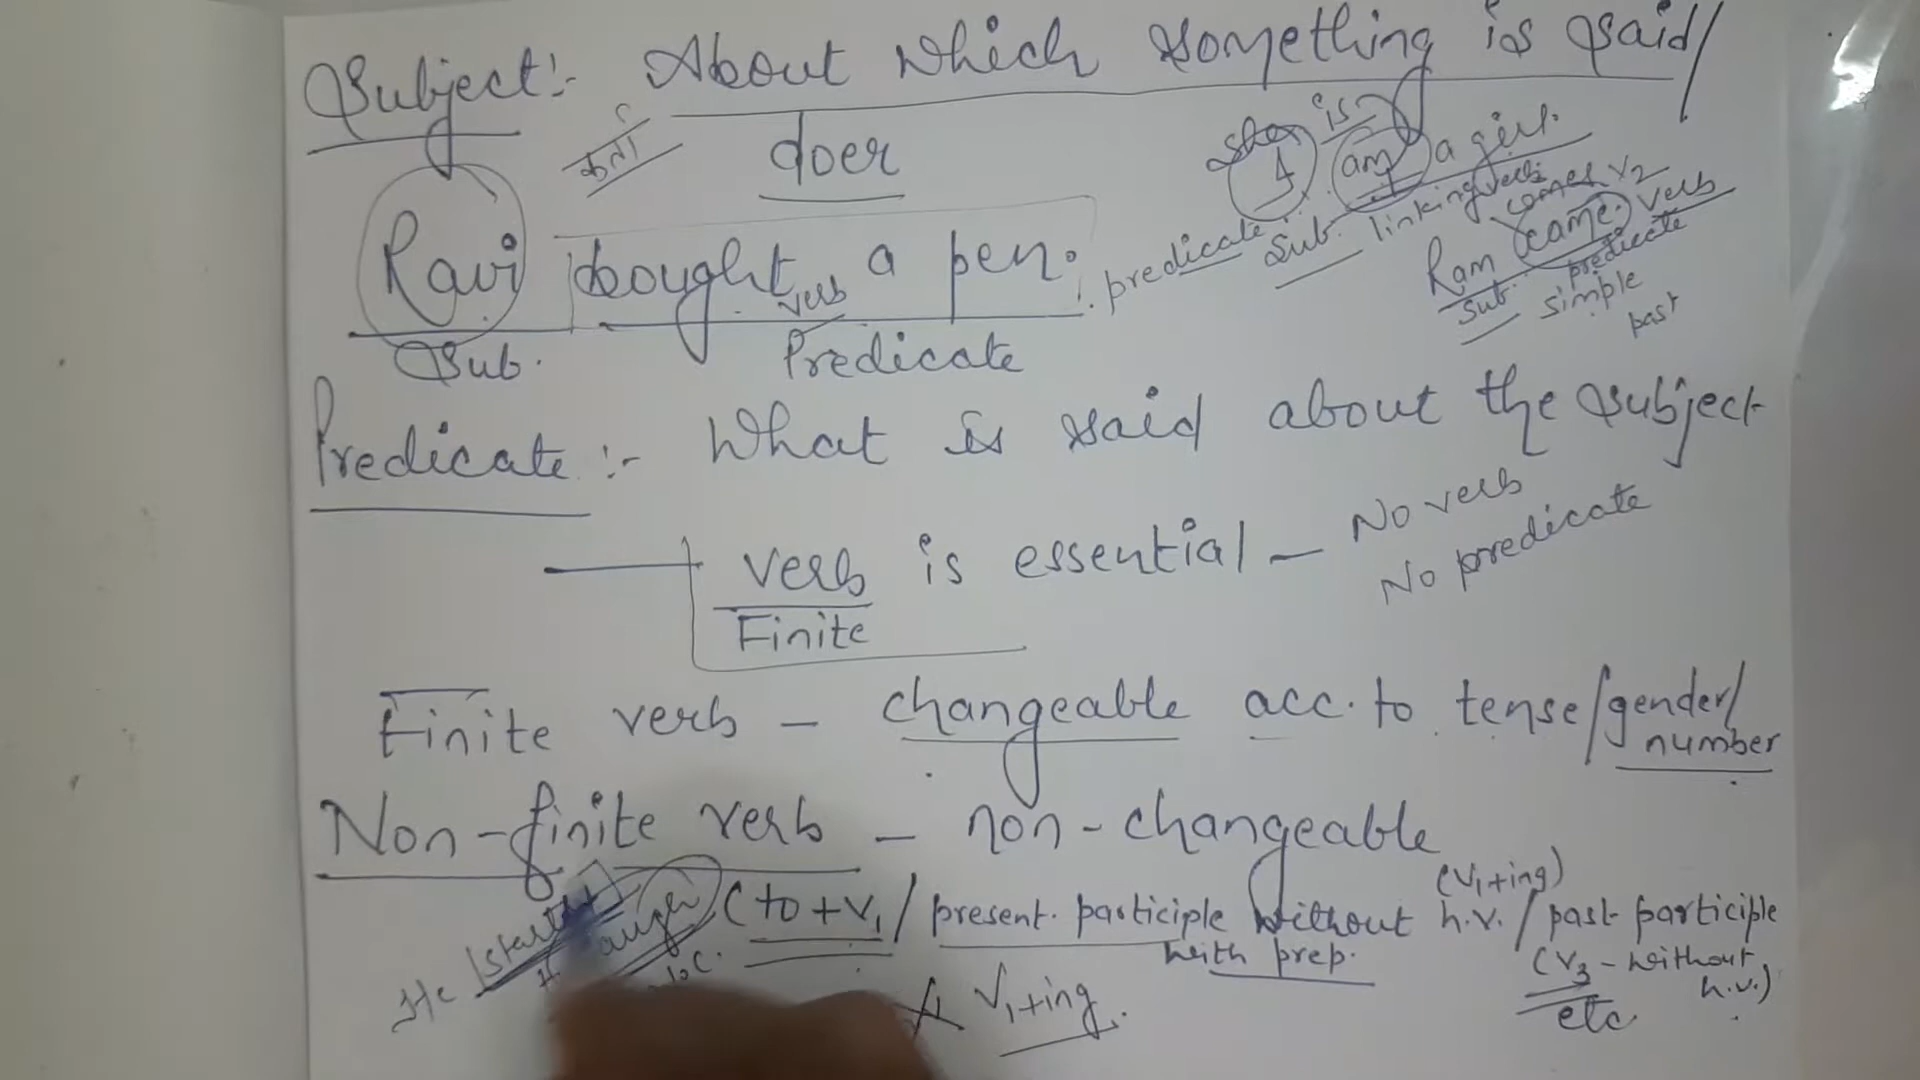 Subject :- About which something is said/
कर्ता
doer
She is
I am a girl.
Sub. linking verb
predicate
Ravi bought a pen.
verb
Sub. Predicate
comes V2
Ram came. verb
Sub. predicate
simple
past
Predicate :- What is said about the subject
verb is essential - No verb
No predicate
Finite
Finite verb - changeable acc. to tense/gender/
number
Non-finite verb - non-changeable
(V1+ing)
(to+V1/ present participle without h.v./ past participle
with prep.
(V3 - without
h.v.)
He
V1+ing.
etc.